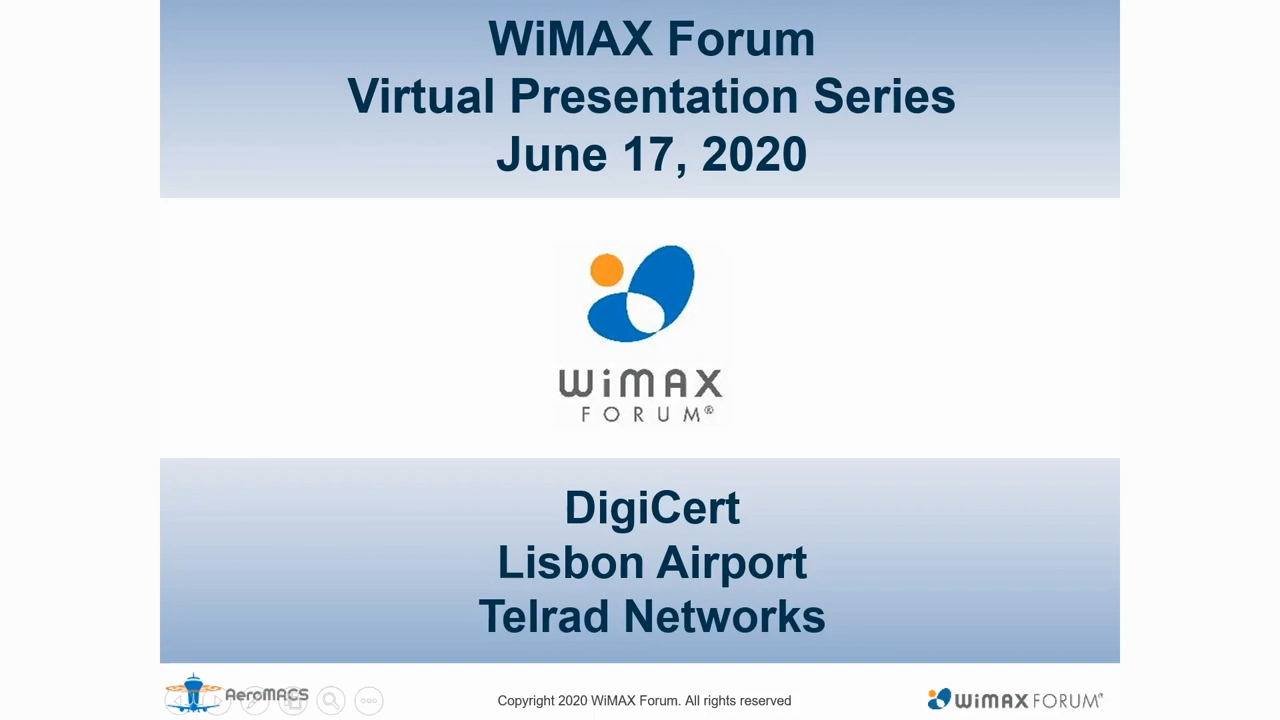 WiMAX Forum
Virtual Presentation Series
June 17, 2020
WiMAX
FORUM®
DigiCert
Lisbon Airport
Telrad Networks
AeroMACS
Copyright 2020 WiMAX Forum. All rights reserved
WiMAX FORUM®